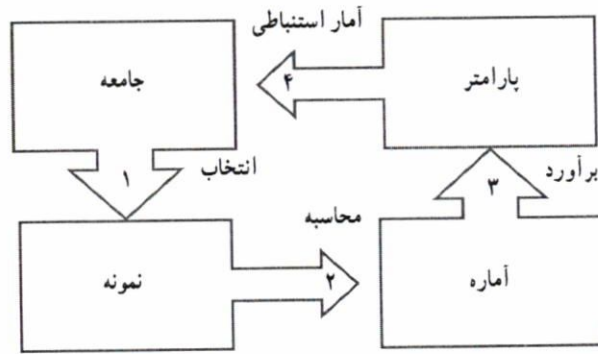 آمار استنباطی
پارامتر
۴
جامعه
برآورد
۳
۱
انتخاب
محاسبه
آماره
۲
نمونه